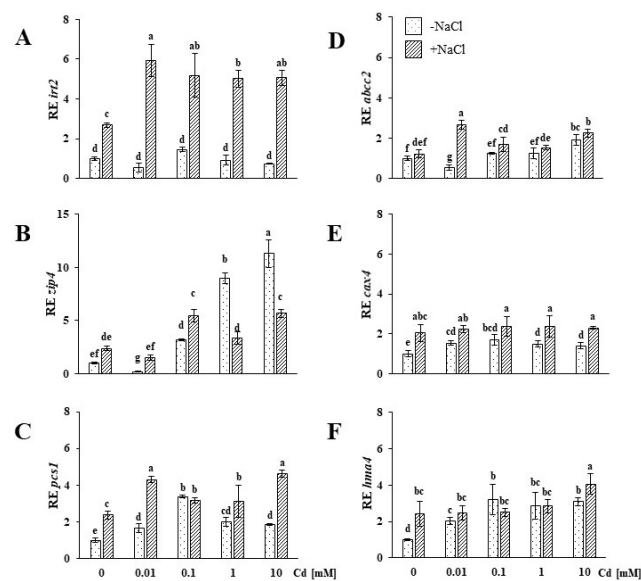 A
RE irt2
8
6
4
2
0
d
c
d
a
d
ab
d
b
d
ab
B
RE zip4
15
10
5
0
ef
de
g
ef
d
c
b
d
a
c
C
RE pcs1
8
6
4
2
0
e
c
d
a
b
b
cd
b
d
a
0
0.01
0.1
1
10
Cd [mM]
-NaCl
+NaCl
D
RE abcc2
8
6
4
2
0
f
def
g
a
ef
cd
ef
de
bc
b
E
RE cax4
8
6
4
2
0
e
abc
cd
ab
bcd
a
d
a
d
a
F
RE hma4
8
6
4
2
0
d
bc
c
bc
b
bc
bc
bc
b
a
0
0.01
0.1
1
10
Cd [mM]